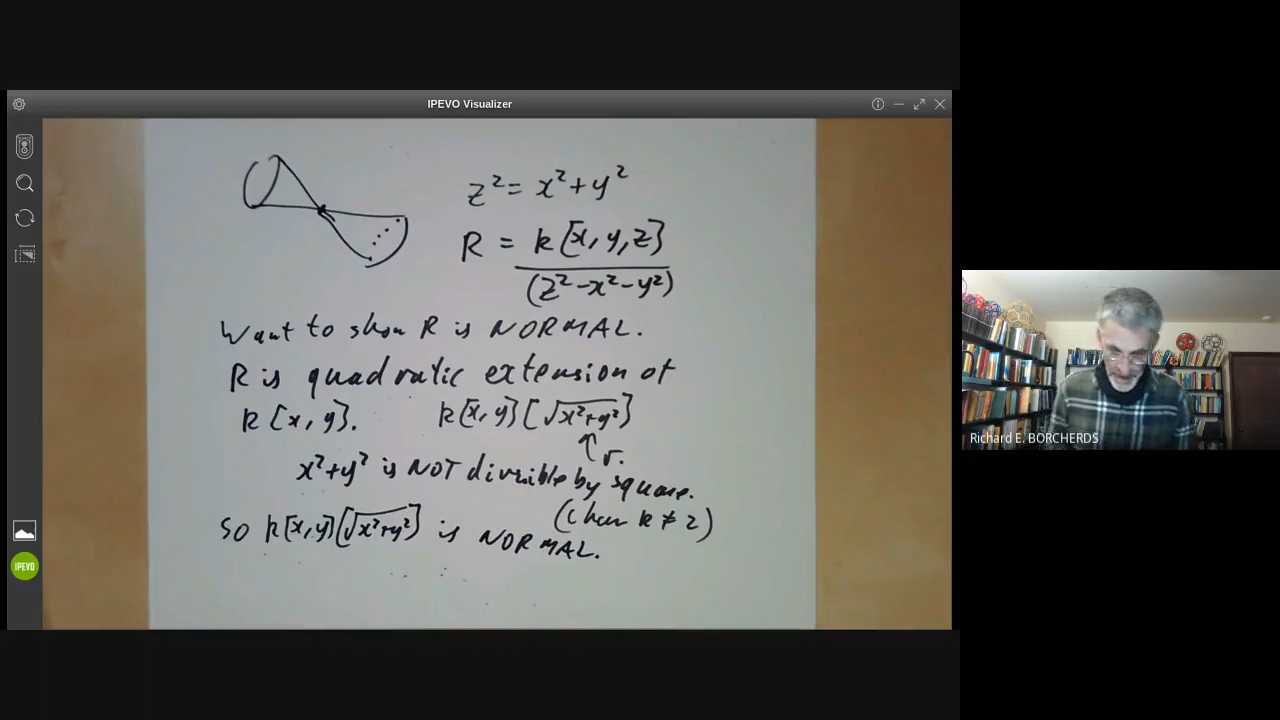 IPEVO Visualizer
z² = x² + y²
R = k[x, y, z]
(z² - x² - y²)
Want to show R is NORMAL.
R is quadratic extension of
k[x, y]. k[x, y][√x²+y²]
↑ r.
x² + y² is NOT divisible by square.
(char k ≠ 2)
So k[x, y][√x²+y²] is NORMAL.
IPEVO
Richard E. BORCHERDS